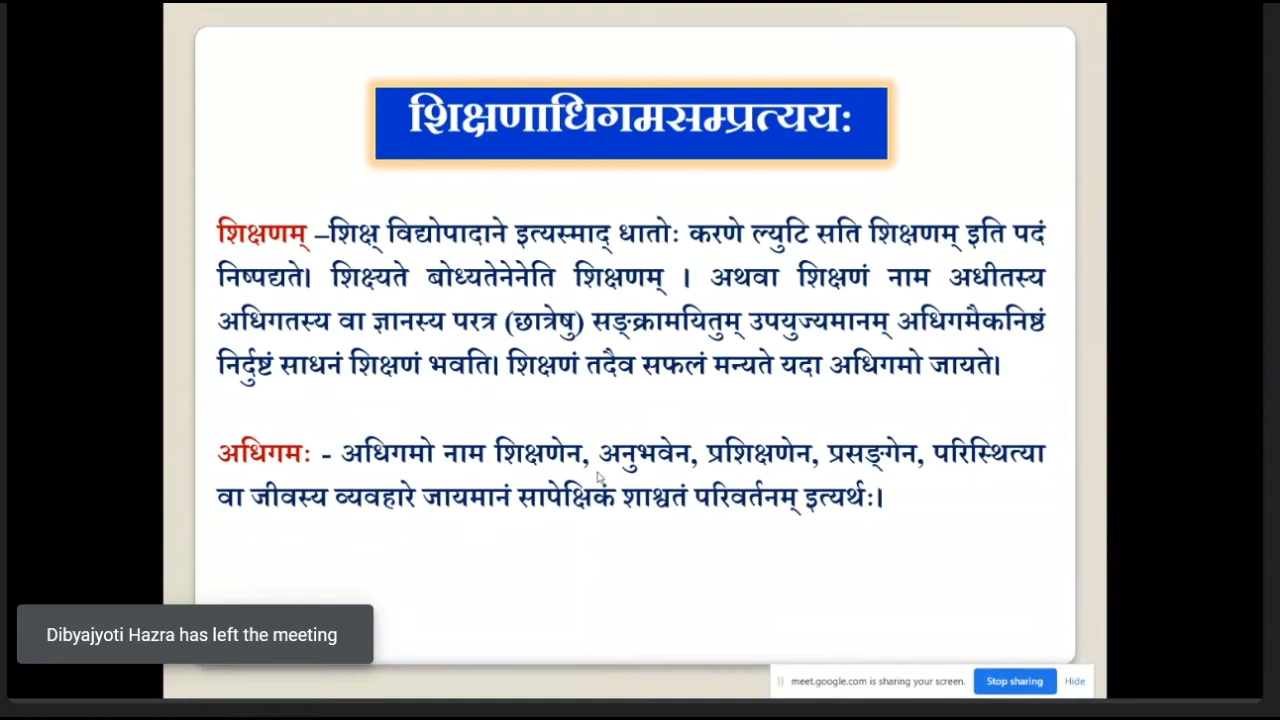 शिक्षणाधिगमसम्प्रत्ययः
शिक्षणम् –शिक्ष् विद्योपादाने इत्यस्माद् धातोः करणे ल्युटि सति शिक्षणम् इति पदं
निष्पद्यते। शिक्ष्यते बोध्यतेनेनेति शिक्षणम् । अथवा शिक्षणं नाम अधीतस्य
अधिगतस्य वा ज्ञानस्य परत्र (छात्रेषु) सङ्क्रामयितुम् उपयुज्यमानम् अधिगमैकनिष्ठं
निर्दुष्टं साधनं शिक्षणं भवति। शिक्षणं तदैव सफलं मन्यते यदा अधिगमो जायते।
अधिगमः - अधिगमो नाम शिक्षणेन, अनुभवेन, प्रशिक्षणेन, प्रसङ्गेन, परिस्थित्या
वा जीवस्य व्यवहारे जायमानं सापेक्षिकं शाश्वतं परिवर्तनम् इत्यर्थः।
Dibyajyoti Hazra has left the meeting
meet.google.com is sharing your screen. Stop sharing Hide